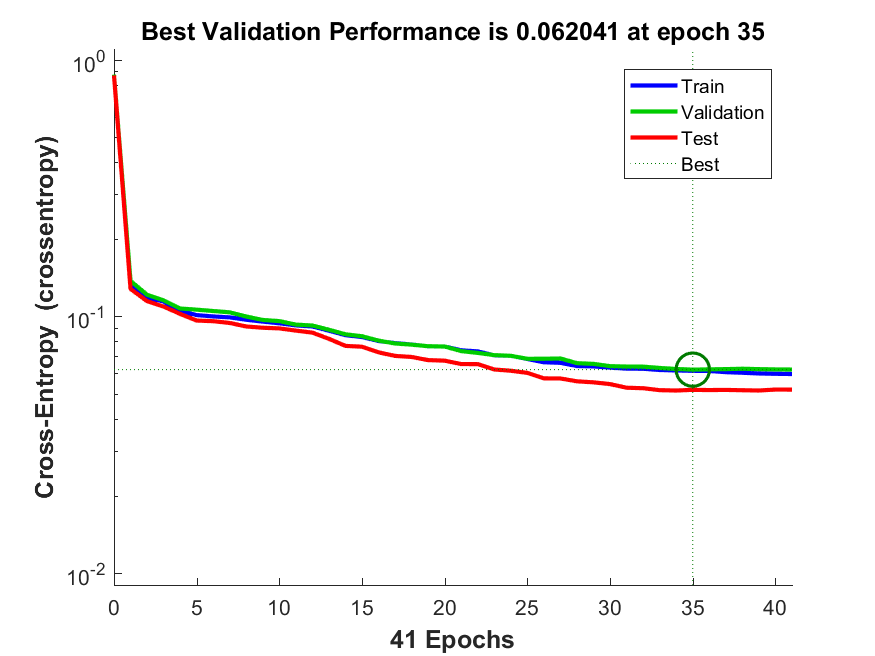 Best Validation Performance is 0.062041 at epoch 35
Train
Validation
Test
Best
10^0
10^-1
10^-2
Cross-Entropy (crossentropy)
0 5 10 15 20 25 30 35 40
41 Epochs